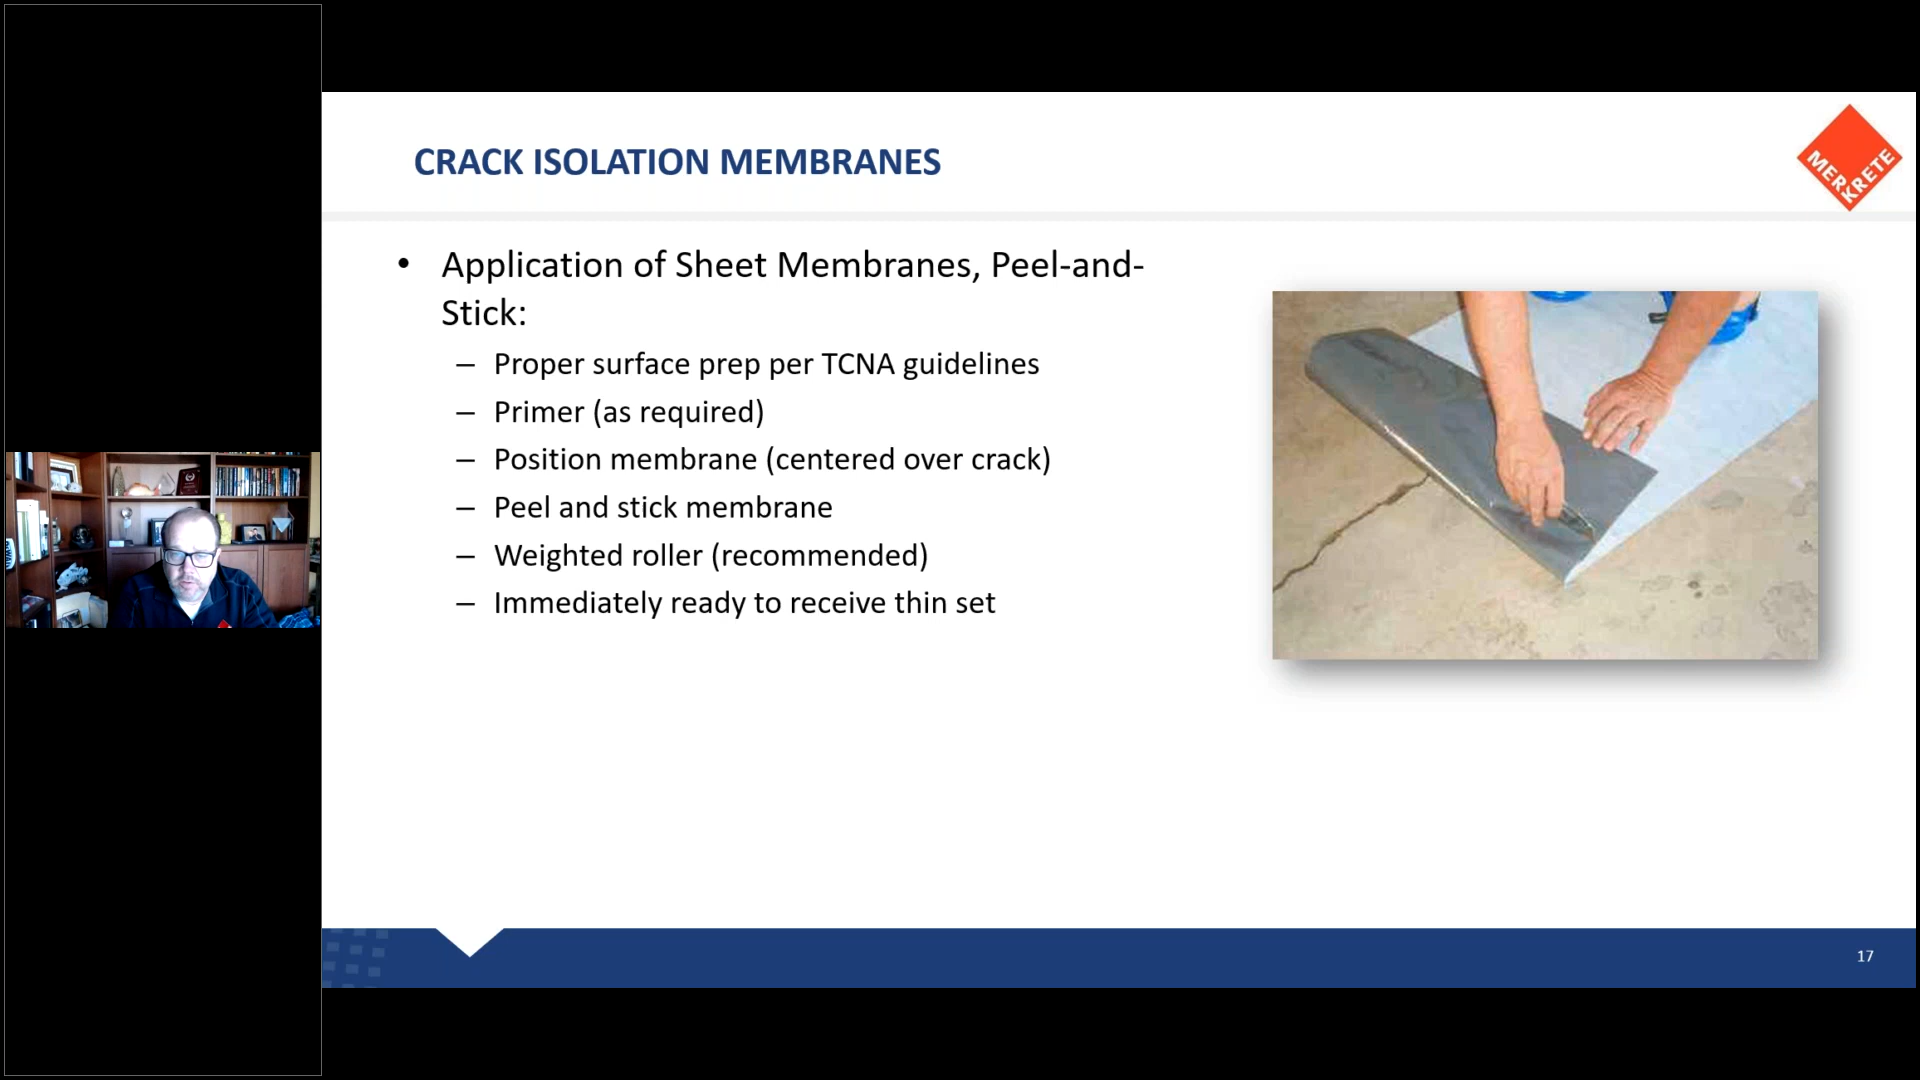 CRACK ISOLATION MEMBRANES
MERKRETE
• Application of Sheet Membranes, Peel-and-
Stick:
– Proper surface prep per TCNA guidelines
– Primer (as required)
– Position membrane (centered over crack)
– Peel and stick membrane
– Weighted roller (recommended)
– Immediately ready to receive thin set
17